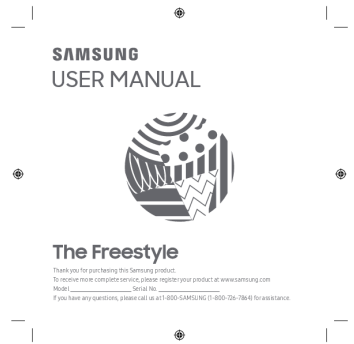 SAMSUNG
USER MANUAL
The Freestyle
Thank you for purchasing this Samsung product.
To receive more complete service, please register your product at www.samsung.com
Model ________________ Serial No. ________________
If you have any questions, please call us at 1-800-SAMSUNG (1-800-726-7864) for assistance.